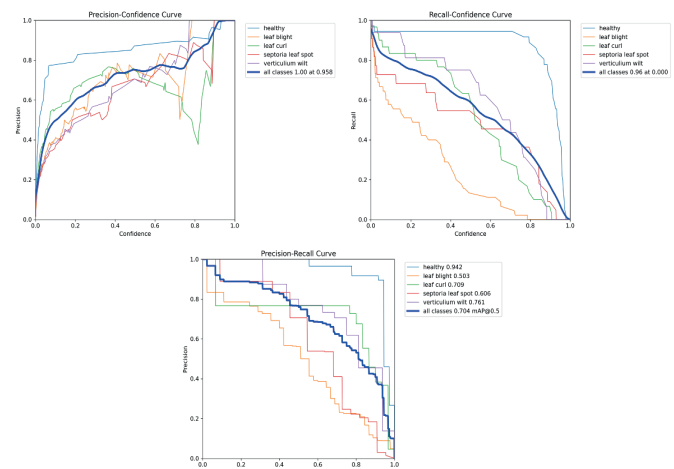 Precision-Confidence Curve
1.0
0.8
0.6
0.4
0.2
0.0
Precision
0.0 0.2 0.4 0.6 0.8 1.0
Confidence
healthy
leaf blight
leaf curl
septoria leaf spot
verticulium wilt
all classes 1.00 at 0.958
Recall-Confidence Curve
1.0
0.8
0.6
0.4
0.2
0.0
Recall
0.0 0.2 0.4 0.6 0.8 1.0
Confidence
healthy
leaf blight
leaf curl
septoria leaf spot
verticulium wilt
all classes 0.96 at 0.000
Precision-Recall Curve
1.0
0.8
0.6
0.4
0.2
0.0
Precision
0.0 0.2 0.4 0.6 0.8 1.0
Recall
healthy 0.942
leaf blight 0.503
leaf curl 0.709
septoria leaf spot 0.606
verticulium wilt 0.761
all classes 0.704 mAP@0.5